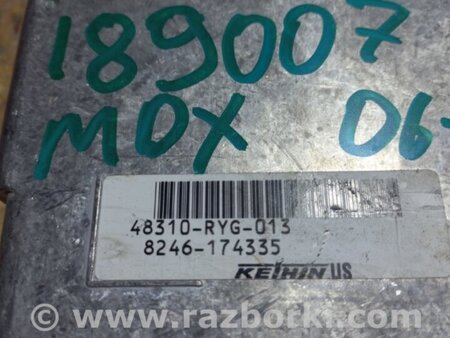 189007
MDX 06-
48310-RYG-013
8246-174335
KEIHIN US
© www.razborki.com